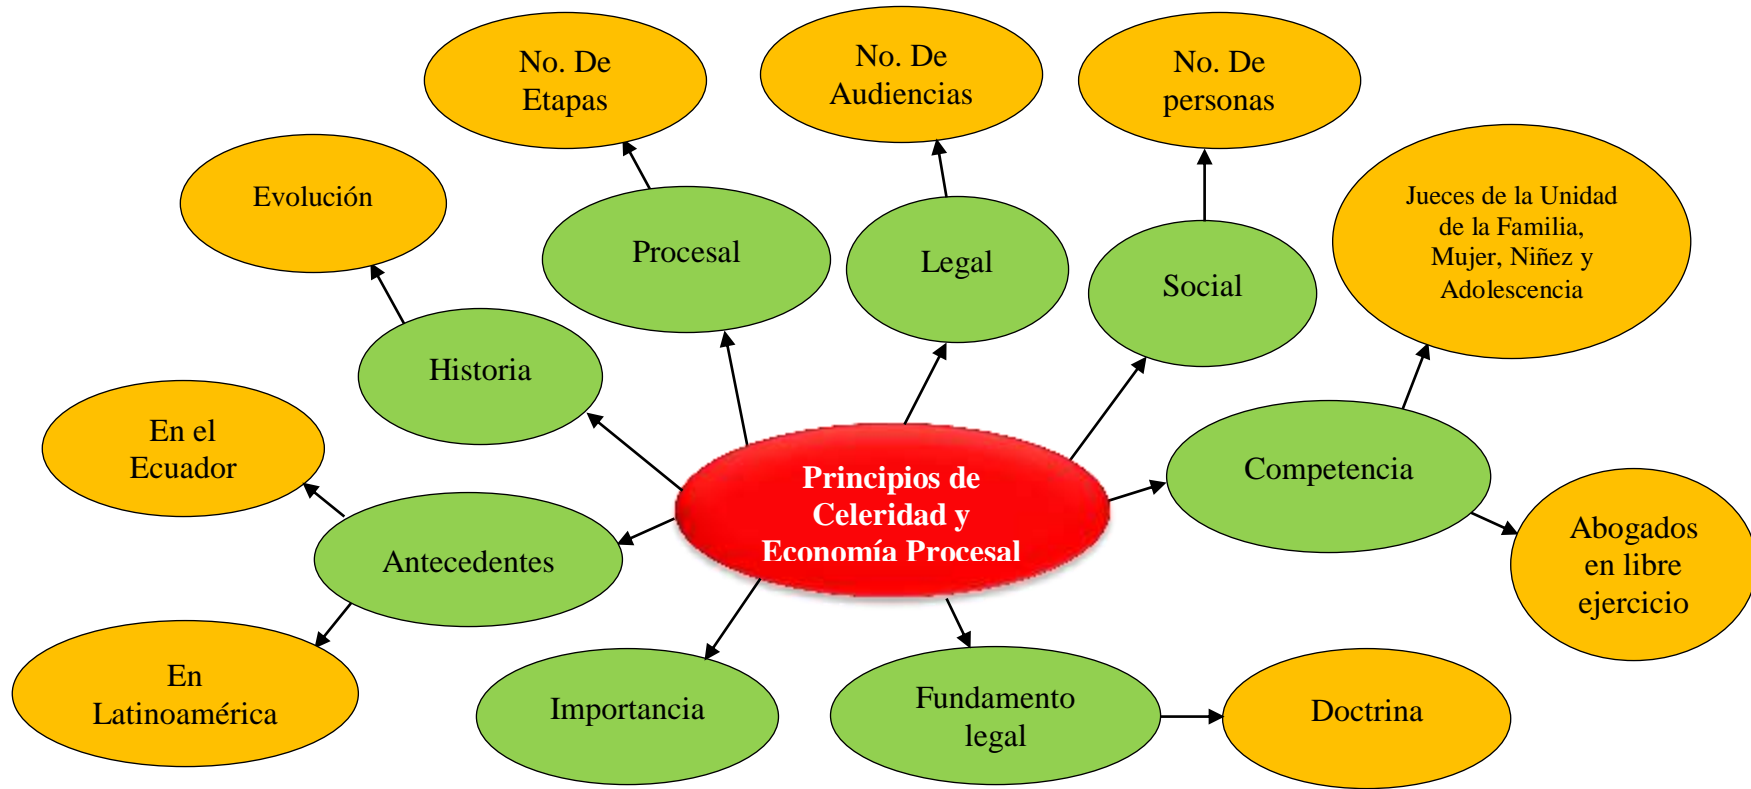 No. De
Etapas
No. De
Audiencias
No. De
personas
Evolución
Procesal
Legal
Social
Jueces de la Unidad
de la Familia,
Mujer, Niñez y
Adolescencia
Historia
En el
Ecuador
Principios de
Celeridad y
Economía Procesal
Competencia
Antecedentes
Abogados
en libre
ejercicio
En
Latinoamérica
Importancia
Fundamento
legal
Doctrina